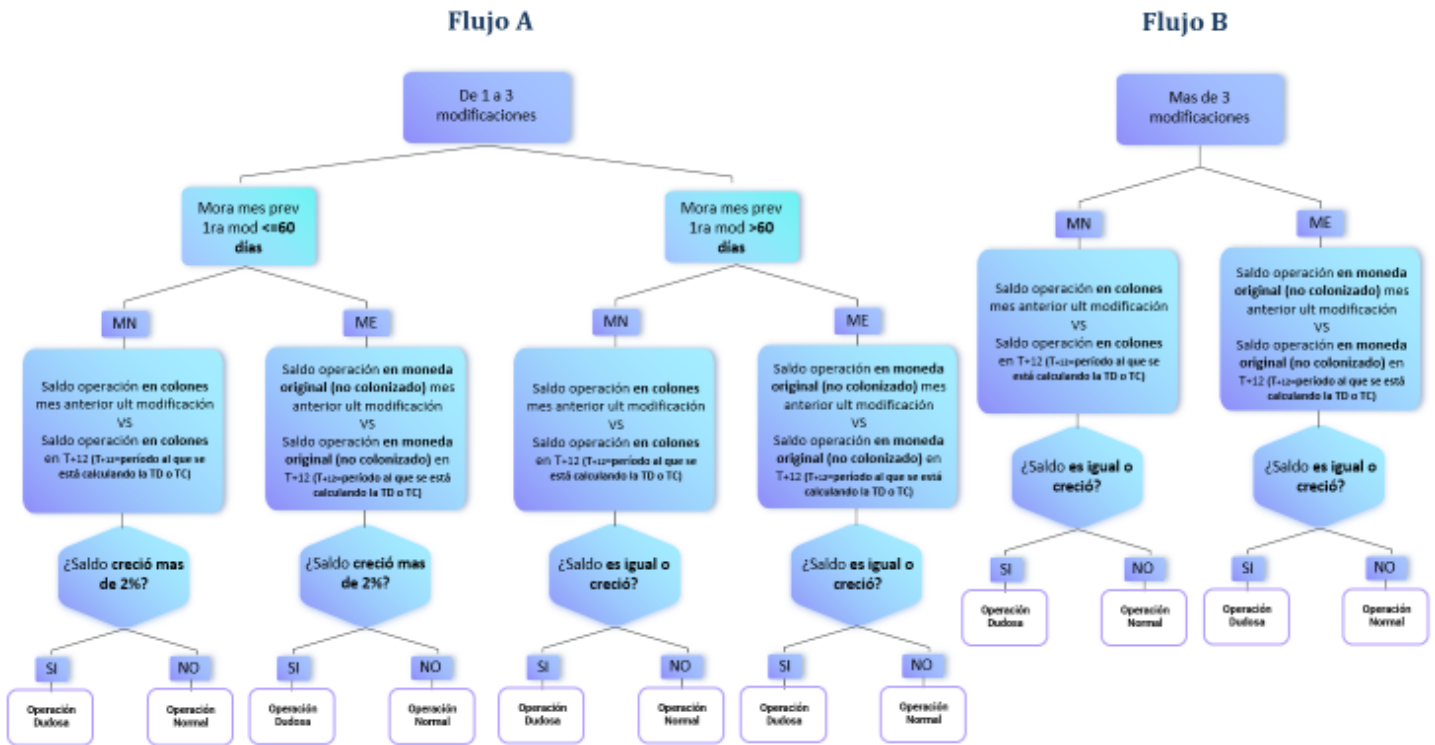 Flujo A
De 1 a 3
modificaciones
Mora mes prev
1ra mod <=60
días
MN
Saldo operación en colones
mes anterior ult modificación
VS
Saldo operación en colones
en T+12 (T+12=período al que se
está calculando la TD o TC)
¿Saldo creció mas
de 2%?
SI
Operación
Dudosa
NO
Operación
Normal
ME
Saldo operación en moneda
original (no colonizado) mes
anterior ult modificación
VS
Saldo operación en moneda
original (no colonizado) en
T+12 (T+12=período al que se está
calculando la TD o TC)
¿Saldo creció mas
de 2%?
SI
Operación
Dudosa
NO
Operación
Normal
Mora mes prev
1ra mod >60
días
MN
Saldo operación en colones
mes anterior ult modificación
VS
Saldo operación en colones
en T+12 (T+12=período al que se
está calculando la TD o TC)
¿Saldo es igual o
creció?
SI
Operación
Dudosa
NO
Operación
Normal
ME
Saldo operación en moneda
original (no colonizado) mes
anterior ult modificación
VS
Saldo operación en moneda
original (no colonizado) en
T+12 (T+12=período al que se está
calculando la TD o TC)
¿Saldo es igual o
creció?
SI
Operación
Dudosa
NO
Operación
Normal
Flujo B
Mas de 3
modificaciones
MN
Saldo operación en colones
mes anterior ult modificación
VS
Saldo operación en colones
en T+12 (T+12=período al que se
está calculando la TD o TC)
¿Saldo es igual o
creció?
SI
Operación
Dudosa
NO
Operación
Normal
ME
Saldo operación en moneda
original (no colonizado) mes
anterior ult modificación
VS
Saldo operación en moneda
original (no colonizado) en
T+12 (T+12=período al que se está
calculando la TD o TC)
¿Saldo es igual o
creció?
SI
Operación
Dudosa
NO
Operación
Normal